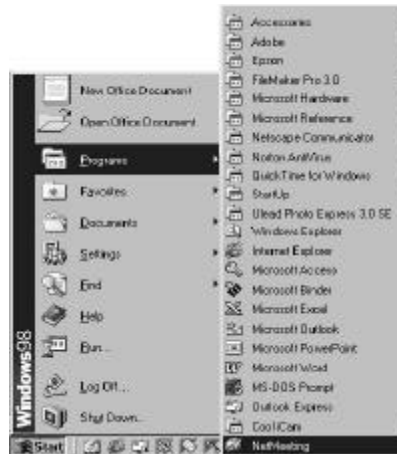 New Office Document
Open Office Document
Programs
Favorites
Documents
Settings
Find
Help
Run...
Log Off...
Shut Down...
Windows98
Start
Accessories
Adobe
Epson
FileMaker Pro 3.0
Microsoft Hardware
Microsoft Reference
Netscape Communicator
Norton AntiVirus
QuickTime for Windows
StartUp
Ulead Photo Express 3.0 SE
Windows Explorer
Internet Explorer
Microsoft Access
Microsoft Binder
Microsoft Excel
Microsoft Outlook
Microsoft PowerPoint
Microsoft Word
MS-DOS Prompt
Outlook Express
CoolCam
NetMeeting